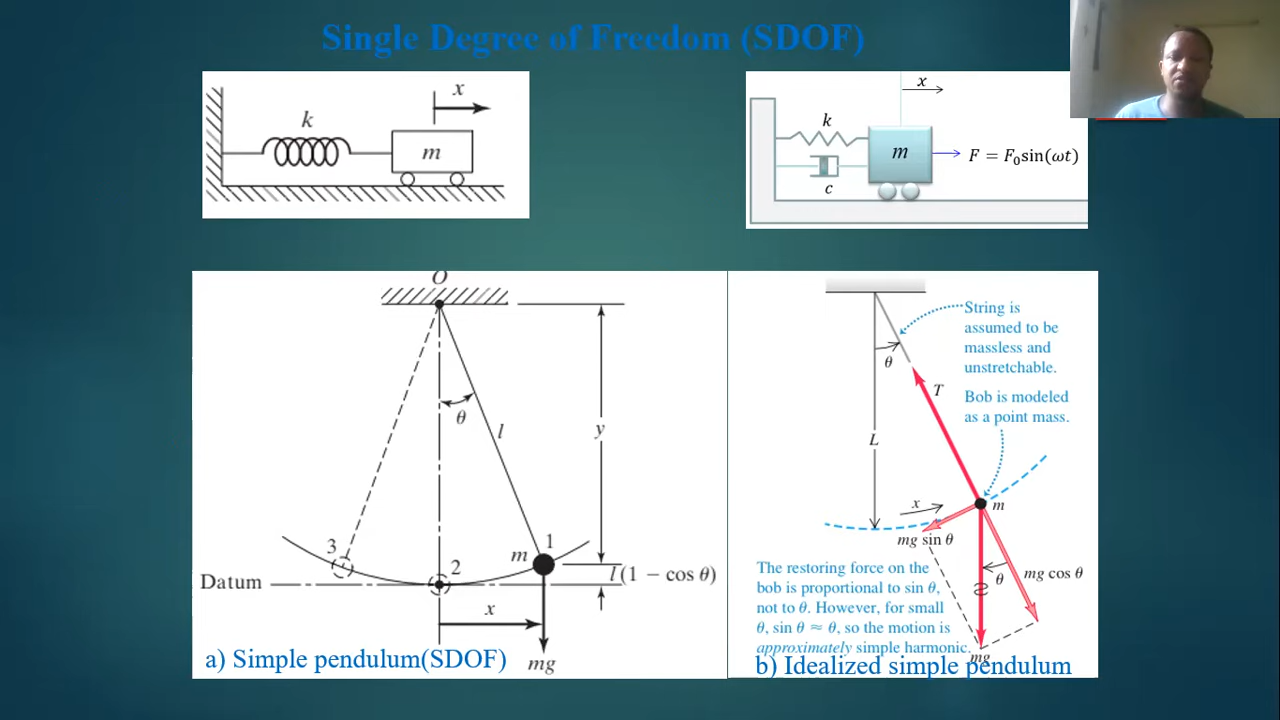 Single Degree of Freedom (SDOF)
x
k
m
x
k
m
F = F₀sin(ωt)
c
O
θ
l
y
3
2
m
1
l(1 − cos θ)
Datum
x
mg
a) Simple pendulum(SDOF)
String is
assumed to be
massless and
unstretchable.
θ
T
Bob is modeled
as a point mass.
L
x
m
mg sin θ
θ
mg cos θ
The restoring force on the
bob is proportional to sin θ,
not to θ. However, for small
θ, sin θ ≈ θ, so the motion is
approximately simple harmonic.
mg
b) Idealized simple pendulum